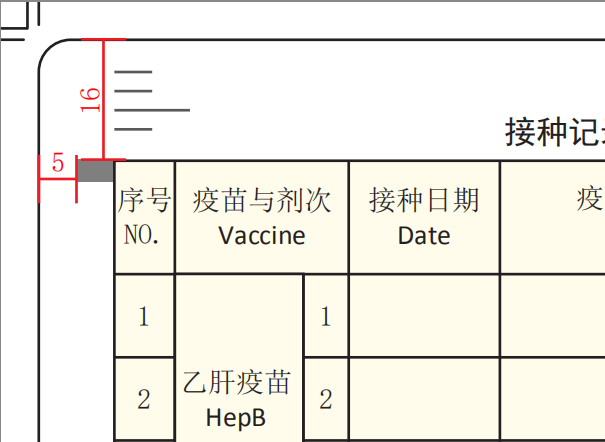 16
接种记
5
序号 疫苗与剂次 接种日期 疫
NO. Vaccine Date
1 1
2 乙肝疫苗 2
HepB